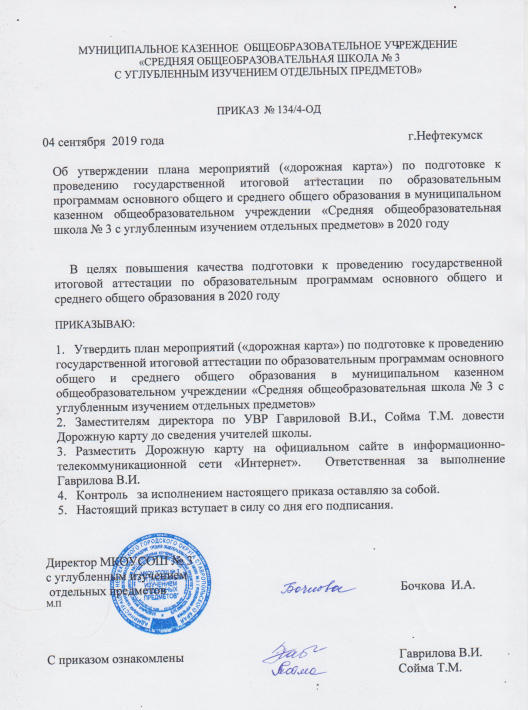 МУНИЦИПАЛЬНОЕ КАЗЕННОЕ ОБЩЕОБРАЗОВАТЕЛЬНОЕ УЧРЕЖДЕНИЕ
«СРЕДНЯЯ ОБЩЕОБРАЗОВАТЕЛЬНАЯ ШКОЛА № 3
С УГЛУБЛЕННЫМ ИЗУЧЕНИЕМ ОТДЕЛЬНЫХ ПРЕДМЕТОВ»
ПРИКАЗ № 134/4-ОД
04 сентября 2019 года г.Нефтекумск
Об утверждении плана мероприятий («дорожная карта») по подготовке к
проведению государственной итоговой аттестации по образовательным
программам основного общего и среднего общего образования в муниципальном
казенном общеобразовательном учреждении «Средняя общеобразовательная
школа № 3 с углубленным изучением отдельных предметов» в 2020 году
В целях повышения качества подготовки к проведению государственной
итоговой аттестации по образовательным программам основного общего и
среднего общего образования в 2020 году
ПРИКАЗЫВАЮ:
1. Утвердить план мероприятий («дорожная карта») по подготовке к проведению
государственной итоговой аттестации по образовательным программам основного
общего и среднего общего образования в муниципальном казенном
общеобразовательном учреждении «Средняя общеобразовательная школа № 3 с
углубленным изучением отдельных предметов»
2. Заместителям директора по УВР Гавриловой В.И., Сойма Т.М. довести
Дорожную карту до сведения учителей школы.
3. Разместить Дорожную карту на официальном сайте в информационно-
телекоммуникационной сети «Интернет». Ответственная за выполнение
Гаврилова В.И.
4. Контроль за исполнением настоящего приказа оставляю за собой.
5. Настоящий приказ вступает в силу со дня его подписания.
Директор МКОУСОШ № 3
с углубленным изучением
отдельных предметов
М.П
Бочкова Бочкова И.А.
С приказом ознакомлены Гаврилова В.И.
Сойма Т.М.